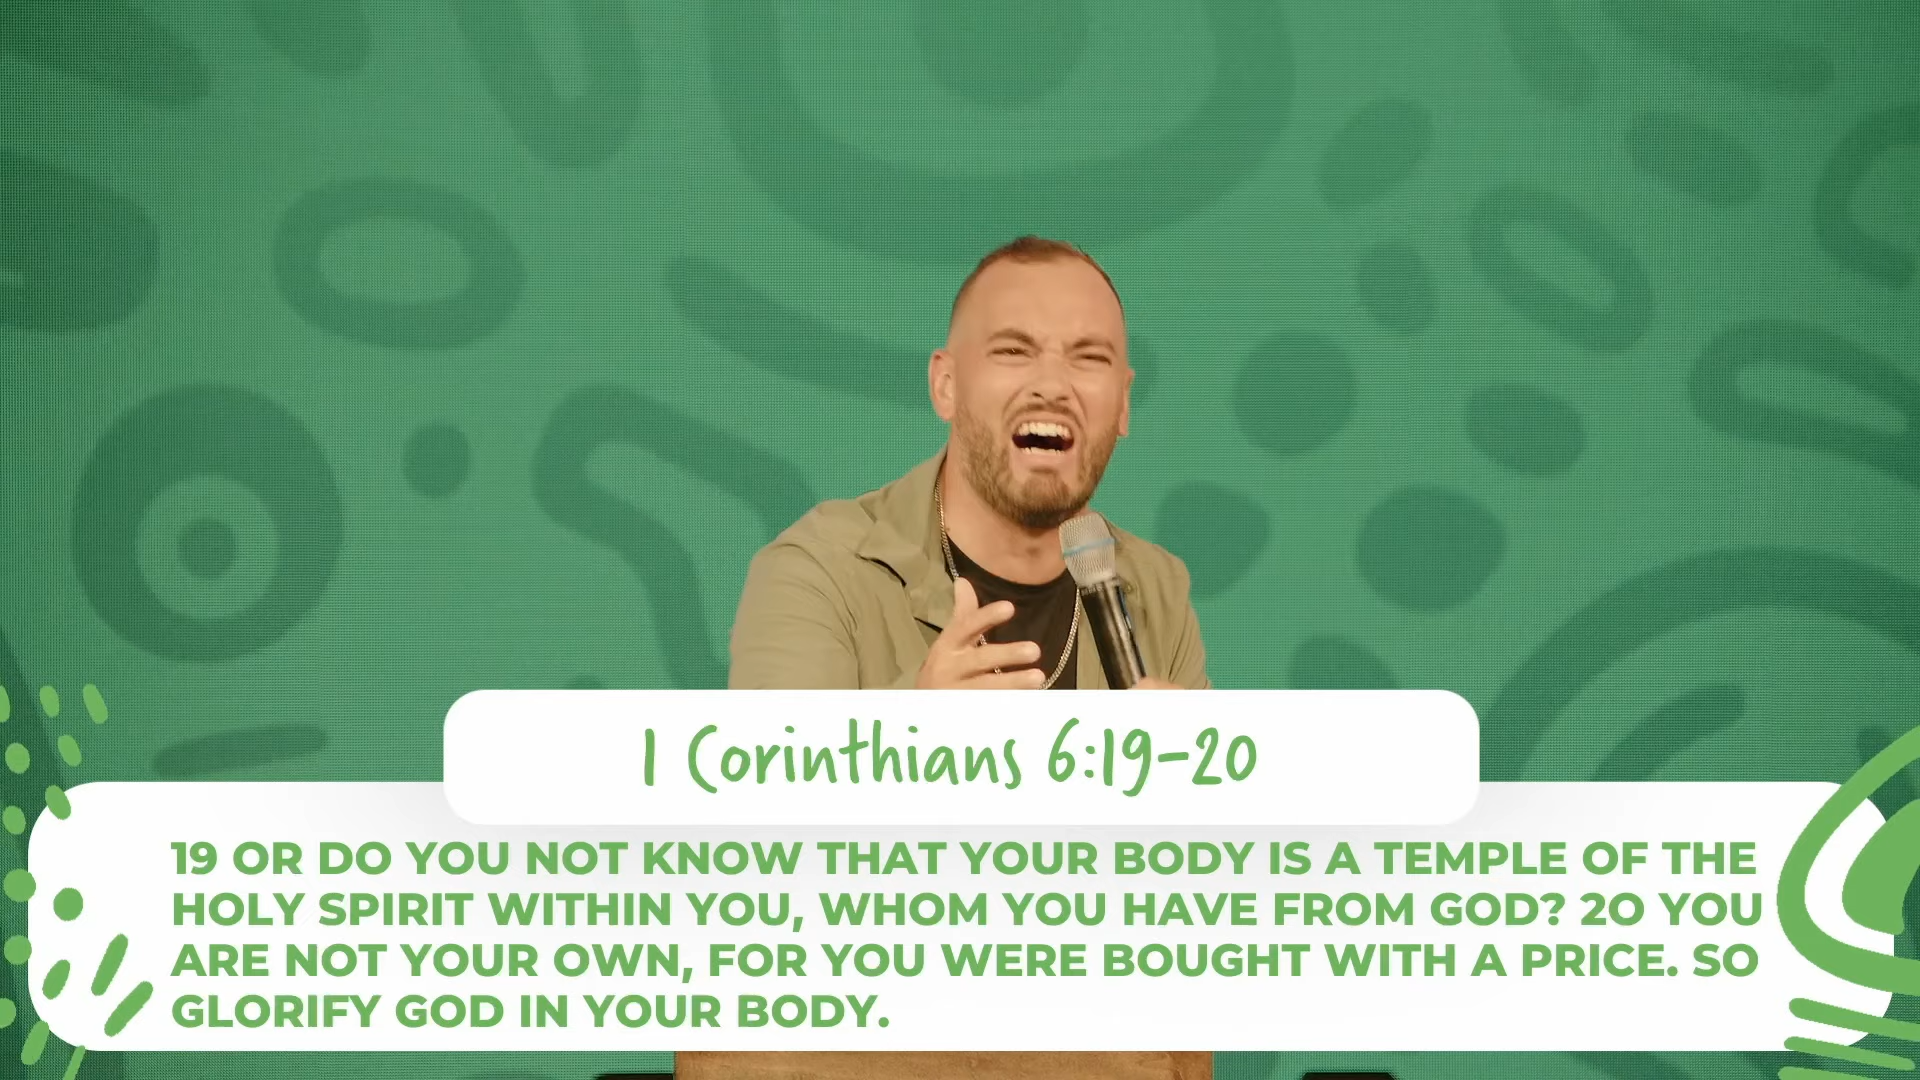 1 Corinthians 6:19-20
19 OR DO YOU NOT KNOW THAT YOUR BODY IS A TEMPLE OF THE
HOLY SPIRIT WITHIN YOU, WHOM YOU HAVE FROM GOD? 20 YOU
ARE NOT YOUR OWN, FOR YOU WERE BOUGHT WITH A PRICE. SO
GLORIFY GOD IN YOUR BODY.